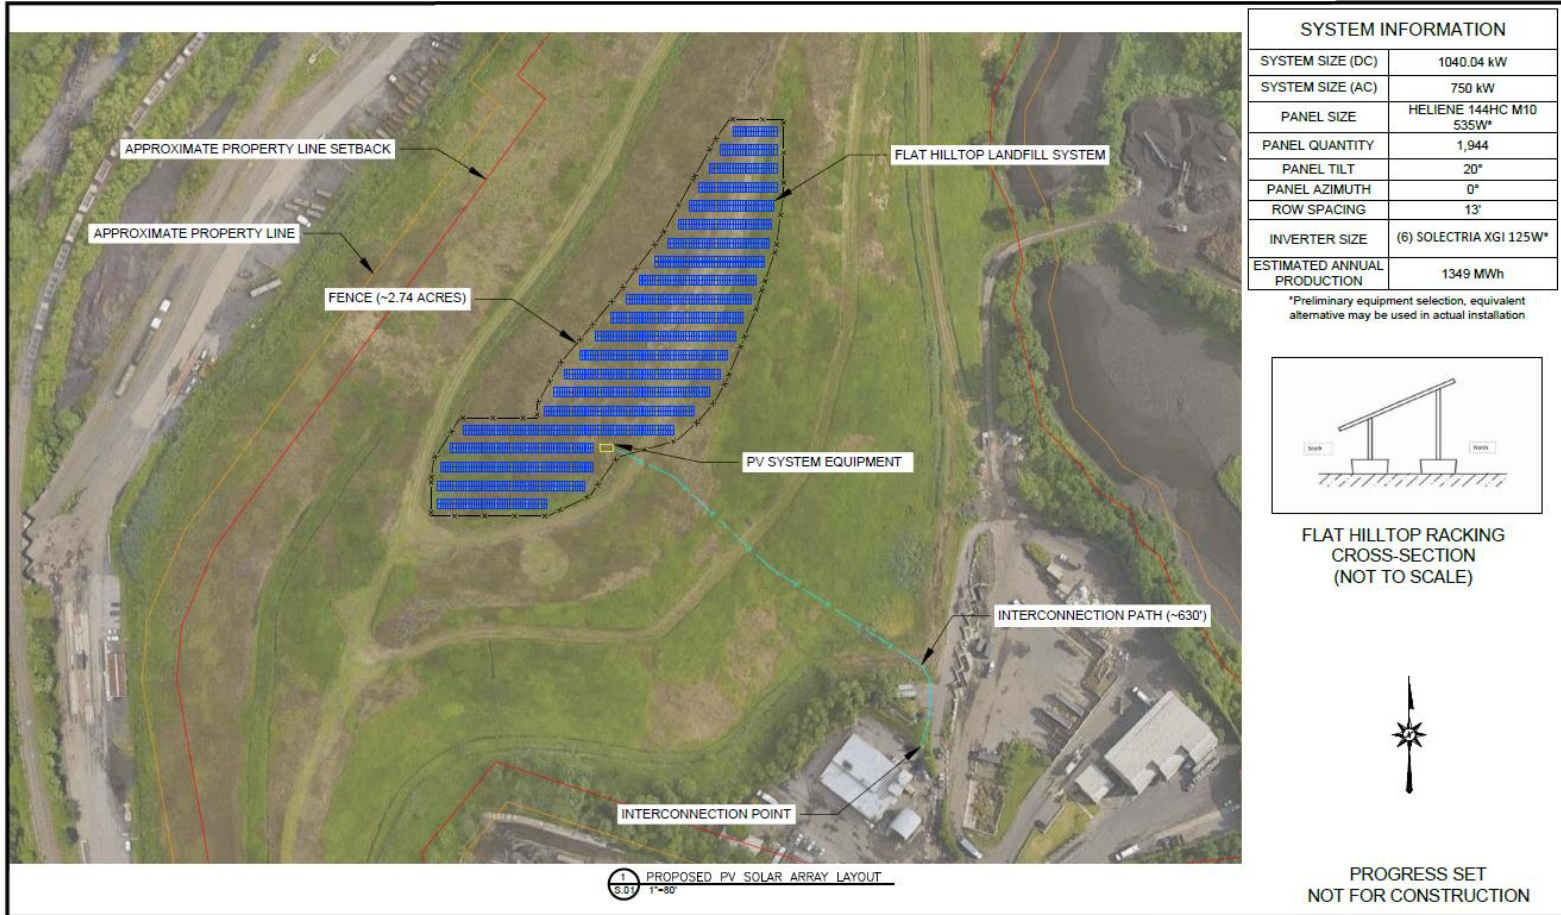 SYSTEM INFORMATION
SYSTEM SIZE (DC) 1040.04 kW
SYSTEM SIZE (AC) 750 kW
PANEL SIZE HELIENE 144HC M10
535W*
PANEL QUANTITY 1,944
PANEL TILT 20°
PANEL AZIMUTH 0°
ROW SPACING 13'
INVERTER SIZE (6) SOLECTRIA XGI 125W*
ESTIMATED ANNUAL
PRODUCTION 1349 MWh
*Preliminary equipment selection, equivalent
alternative may be used in actual installation
APPROXIMATE PROPERTY LINE SETBACK
FLAT HILLTOP LANDFILL SYSTEM
APPROXIMATE PROPERTY LINE
FENCE (~2.74 ACRES)
PV SYSTEM EQUIPMENT
South
North
FLAT HILLTOP RACKING
CROSS-SECTION
(NOT TO SCALE)
INTERCONNECTION PATH (~630')
INTERCONNECTION POINT
N
1
S.01
PROPOSED PV SOLAR ARRAY LAYOUT
1"=80'
PROGRESS SET
NOT FOR CONSTRUCTION